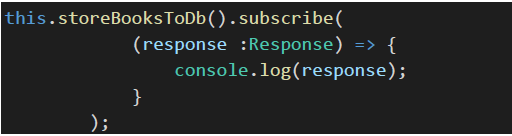 this.storeBooksToDb().subscribe(
(response :Response) => {
console.log(response);
}
);